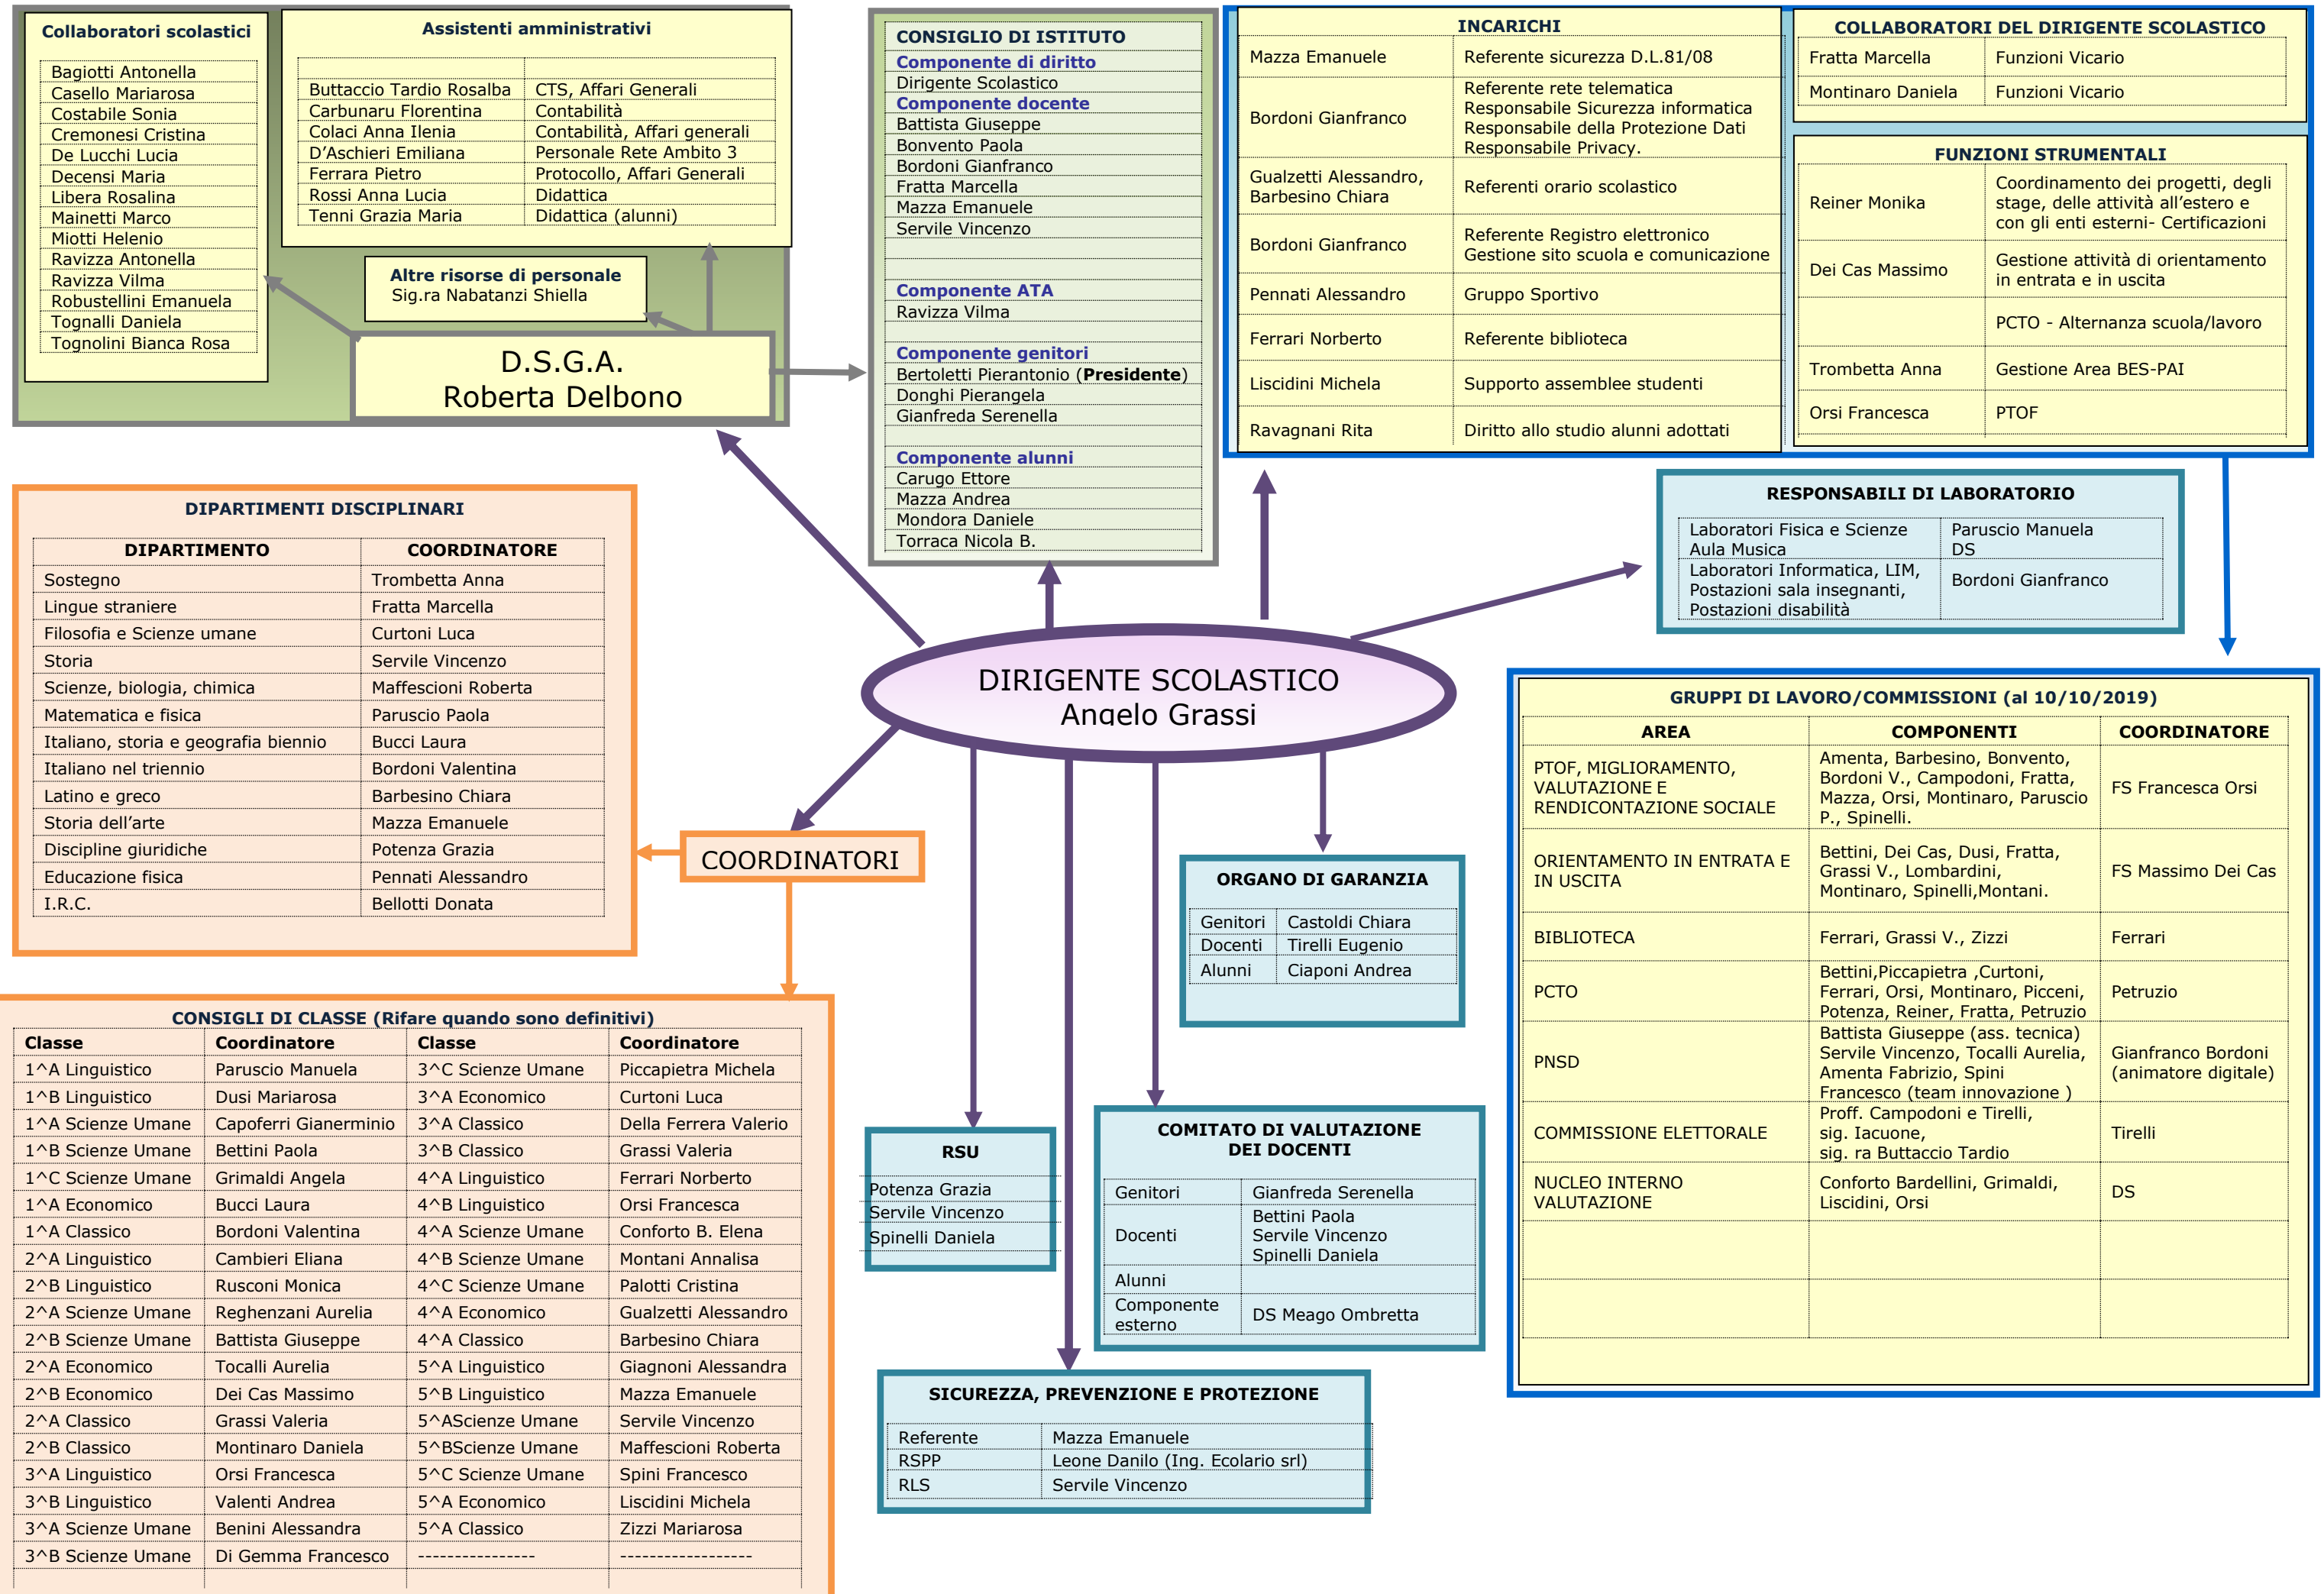 Collaboratori scolastici
Bagiotti Antonella
Casello Mariarosa
Costabile Sonia
Cremonesi Cristina
De Lucchi Lucia
Decensi Maria
Libera Rosalina
Mainetti Marco
Miotti Helenio
Ravizza Antonella
Ravizza Vilma
Robustellini Emanuela
Tognalli Daniela
Tognolini Bianca Rosa
Assistenti amministrativi
Buttaccio Tardio Rosalba CTS, Affari Generali
Carbunaru Florentina Contabilità
Colaci Anna Ilenia Contabilità, Affari generali
D'Aschieri Emiliana Personale Rete Ambito 3
Ferrara Pietro Protocollo, Affari Generali
Rossi Anna Lucia Didattica
Tenni Grazia Maria Didattica (alunni)
Altre risorse di personale
Sig.ra Nabatanzi Shiella
D.S.G.A.
Roberta Delbono
CONSIGLIO DI ISTITUTO
Componente di diritto
Dirigente Scolastico
Componente docente
Battista Giuseppe
Bonvento Paola
Bordoni Gianfranco
Fratta Marcella
Mazza Emanuele
Servile Vincenzo
Componente ATA
Ravizza Vilma
Componente genitori
Bertoletti Pierantonio (Presidente)
Donghi Pierangela
Gianfreda Serenella
Componente alunni
Carugo Ettore
Mazza Andrea
Mondora Daniele
Torraca Nicola B.
INCARICHI
Mazza Emanuele Referente sicurezza D.L.81/08
Bordoni Gianfranco Referente rete telematica
Responsabile Sicurezza informatica
Responsabile della Protezione Dati
Responsabile Privacy.
Gualzetti Alessandro,
Barbesino Chiara Referenti orario scolastico
Bordoni Gianfranco Referente Registro elettronico
Gestione sito scuola e comunicazione
Pennati Alessandro Gruppo Sportivo
Ferrari Norberto Referente biblioteca
Liscidini Michela Supporto assemblee studenti
Ravagnani Rita Diritto allo studio alunni adottati
COLLABORATORI DEL DIRIGENTE SCOLASTICO
Fratta Marcella Funzioni Vicario
Montinaro Daniela Funzioni Vicario
FUNZIONI STRUMENTALI
Reiner Monika Coordinamento dei progetti, degli
stage, delle attività all'estero e
con gli enti esterni- Certificazioni
Dei Cas Massimo Gestione attività di orientamento
in entrata e in uscita
PCTO - Alternanza scuola/lavoro
Trombetta Anna Gestione Area BES-PAI
Orsi Francesca PTOF
RESPONSABILI DI LABORATORIO
Laboratori Fisica e Scienze Paruscio Manuela
Aula Musica DS
Laboratori Informatica, LIM,
Postazioni sala insegnanti,
Postazioni disabilità Bordoni Gianfranco
DIPARTIMENTI DISCIPLINARI
DIPARTIMENTO COORDINATORE
Sostegno Trombetta Anna
Lingue straniere Fratta Marcella
Filosofia e Scienze umane Curtoni Luca
Storia Servile Vincenzo
Scienze, biologia, chimica Maffescioni Roberta
Matematica e fisica Paruscio Paola
Italiano, storia e geografia biennio Bucci Laura
Italiano nel triennio Bordoni Valentina
Latino e greco Barbesino Chiara
Storia dell'arte Mazza Emanuele
Discipline giuridiche Potenza Grazia
Educazione fisica Pennati Alessandro
I.R.C. Bellotti Donata
DIRIGENTE SCOLASTICO
Angelo Grassi
COORDINATORI
GRUPPI DI LAVORO/COMMISSIONI (al 10/10/2019)
AREA COMPONENTI COORDINATORE
PTOF, MIGLIORAMENTO,
VALUTAZIONE E
RENDICONTAZIONE SOCIALE
Amenta, Barbesino, Bonvento,
Bordoni V., Campodoni, Fratta,
Mazza, Orsi, Montinaro, Paruscio
P., Spinelli.
FS Francesca Orsi
ORIENTAMENTO IN ENTRATA E
IN USCITA
Bettini, Dei Cas, Dusi, Fratta,
Grassi V., Lombardini,
Montinaro, Spinelli,Montani.
FS Massimo Dei Cas
BIBLIOTECA Ferrari, Grassi V., Zizzi Ferrari
PCTO
Bettini,Piccapietra ,Curtoni,
Ferrari, Orsi, Montinaro, Picceni,
Potenza, Reiner, Fratta, Petruzio
Petruzio
PNSD
Battista Giuseppe (ass. tecnica)
Servile Vincenzo, Tocalli Aurelia,
Amenta Fabrizio, Spini
Francesco (team innovazione )
Gianfranco Bordoni
(animatore digitale)
COMMISSIONE ELETTORALE
Proff. Campodoni e Tirelli,
sig. Iacuone,
sig. ra Buttaccio Tardio
Tirelli
NUCLEO INTERNO
VALUTAZIONE
Conforto Bardellini, Grimaldi,
Liscidini, Orsi
DS
ORGANO DI GARANZIA
Genitori Castoldi Chiara
Docenti Tirelli Eugenio
Alunni Ciaponi Andrea
CONSIGLI DI CLASSE (Rifare quando sono definitivi)
Classe Coordinatore Classe Coordinatore
1^A Linguistico Paruscio Manuela 3^C Scienze Umane Piccapietra Michela
1^B Linguistico Dusi Mariarosa 3^A Economico Curtoni Luca
1^A Scienze Umane Capoferri Gianerminio 3^A Classico Della Ferrera Valerio
1^B Scienze Umane Bettini Paola 3^B Classico Grassi Valeria
1^C Scienze Umane Grimaldi Angela 4^A Linguistico Ferrari Norberto
1^A Economico Bucci Laura 4^B Linguistico Orsi Francesca
1^A Classico Bordoni Valentina 4^A Scienze Umane Conforto B. Elena
2^A Linguistico Cambieri Eliana 4^B Scienze Umane Montani Annalisa
2^B Linguistico Rusconi Monica 4^C Scienze Umane Palotti Cristina
2^A Scienze Umane Reghenzani Aurelia 4^A Economico Gualzetti Alessandro
2^B Scienze Umane Battista Giuseppe 4^A Classico Barbesino Chiara
2^A Economico Tocalli Aurelia 5^A Linguistico Giagnoni Alessandra
2^B Economico Dei Cas Massimo 5^B Linguistico Mazza Emanuele
2^A Classico Grassi Valeria 5^AScienze Umane Servile Vincenzo
2^B Classico Montinaro Daniela 5^BScienze Umane Maffescioni Roberta
3^A Linguistico Orsi Francesca 5^C Scienze Umane Spini Francesco
3^B Linguistico Valenti Andrea 5^A Economico Liscidini Michela
3^A Scienze Umane Benini Alessandra 5^A Classico Zizzi Mariarosa
3^B Scienze Umane Di Gemma Francesco ---------------- ------------------
RSU
Potenza Grazia
Servile Vincenzo
Spinelli Daniela
COMITATO DI VALUTAZIONE
DEI DOCENTI
Genitori Gianfreda Serenella
Docenti Bettini Paola
Servile Vincenzo
Spinelli Daniela
Alunni
Componente
esterno DS Meago Ombretta
SICUREZZA, PREVENZIONE E PROTEZIONE
Referente Mazza Emanuele
RSPP Leone Danilo (Ing. Ecolario srl)
RLS Servile Vincenzo